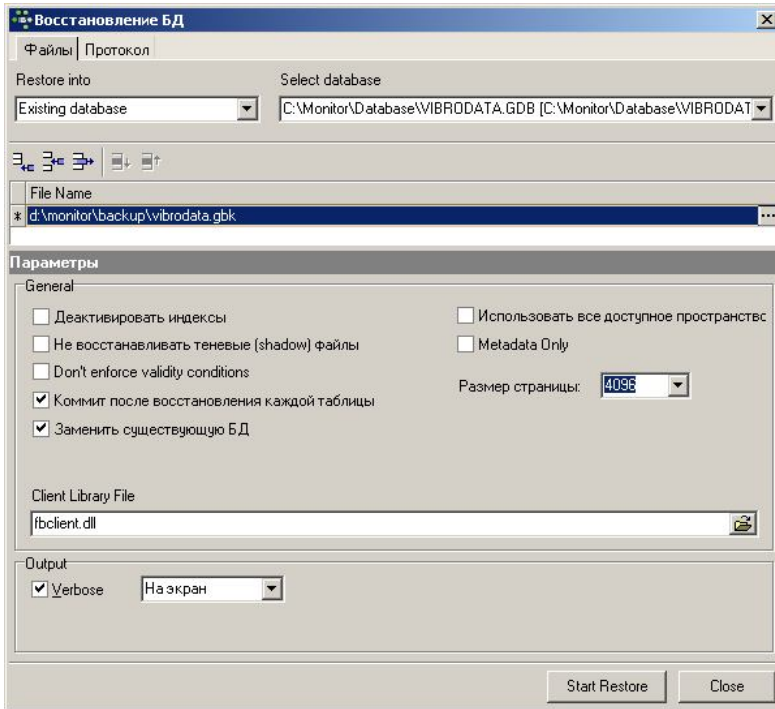 Восстановление БД
Файлы Протокол
Restore into Select database
Existing database C:\Monitor\Database\VIBRODATA.GDB [C:\Monitor\Database\VIBRODAT
File Name
* d:\monitor\backup\vibrodata.gbk ...
Параметры
General
Деактивировать индексы Использовать все доступное пространство
Не восстанавливать теневые (shadow) файлы Metadata Only
Don't enforce validity conditions
Размер страницы: 4096
Коммит после восстановления каждой таблицы
Заменить существующую БД
Client Library File
fbclient.dll
Output
Verbose На экран
Start Restore Close